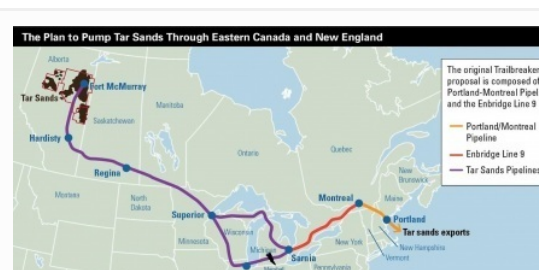 The Plan to Pump Tar Sands Through Eastern Canada and New England
Alberta
Fort McMurray
Tar Sands
Manitoba
Saskatchewan
Hardisty
Ontario
Quebec
Regina
New
Brunswick
Montana
North
Dakota
Superior
Montreal
Maine
Portland
Tar sands exports
Wisconsin
Minnesota
Michigan
New York
New Hampshire
Vermont
Sarnia
Pennsylvania
The original Trailbreaker
proposal is composed of
Portland-Montreal Pipel
and the Enbridge Line 9
Portland/Montreal
Pipeline
Enbridge Line 9
Tar Sands Pipelines